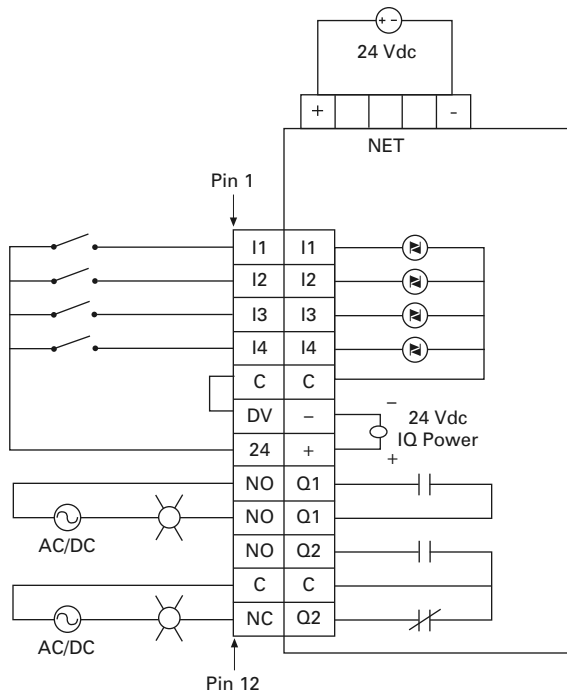 + -
24 Vdc
+ -
NET
Pin 1
I1 I1
I2 I2
I3 I3
I4 I4
C C
DV –
24 +
–
24 Vdc
IQ Power
+
NO Q1
NO Q1
AC/DC
NO Q2
C C
NC Q2
AC/DC
Pin 12